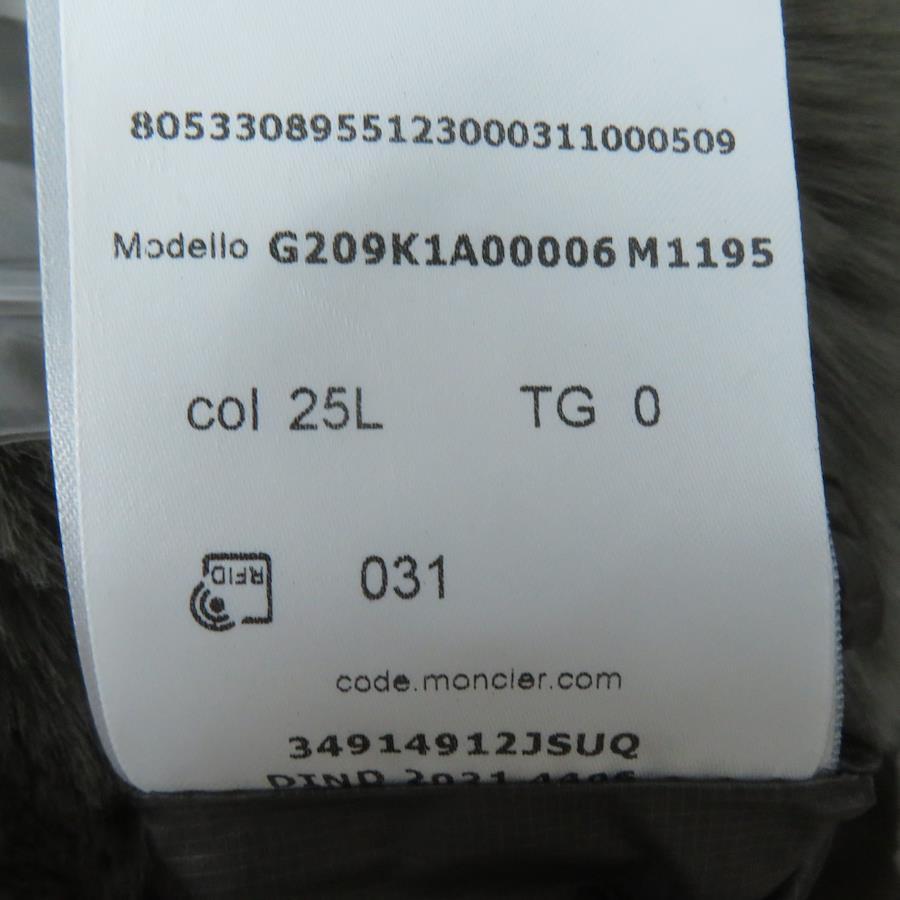 8053308955123000311000509
Modello G209K1A00006 M1195
col 25L TG 0
RFID 031
code.moncler.com
34914912JSUQ